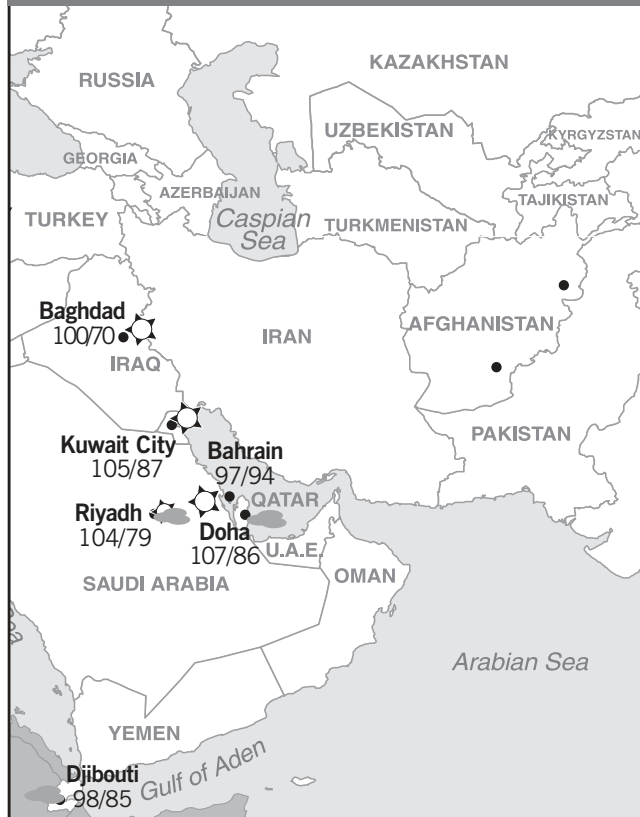 KAZAKHSTAN
RUSSIA
UZBEKISTAN
KYRGYZSTAN
GEORGIA
AZERBAIJAN
TAJIKISTAN
TURKEY
Caspian
Sea
TURKMENISTAN
Baghdad
100/70
IRAQ
IRAN
AFGHANISTAN
Kuwait City
105/87
Bahrain
97/94
PAKISTAN
Riyadh
104/79
QATAR
Doha
107/86
U.A.E.
SAUDI ARABIA
OMAN
Arabian Sea
YEMEN
Gulf of Aden
Djibouti
98/85